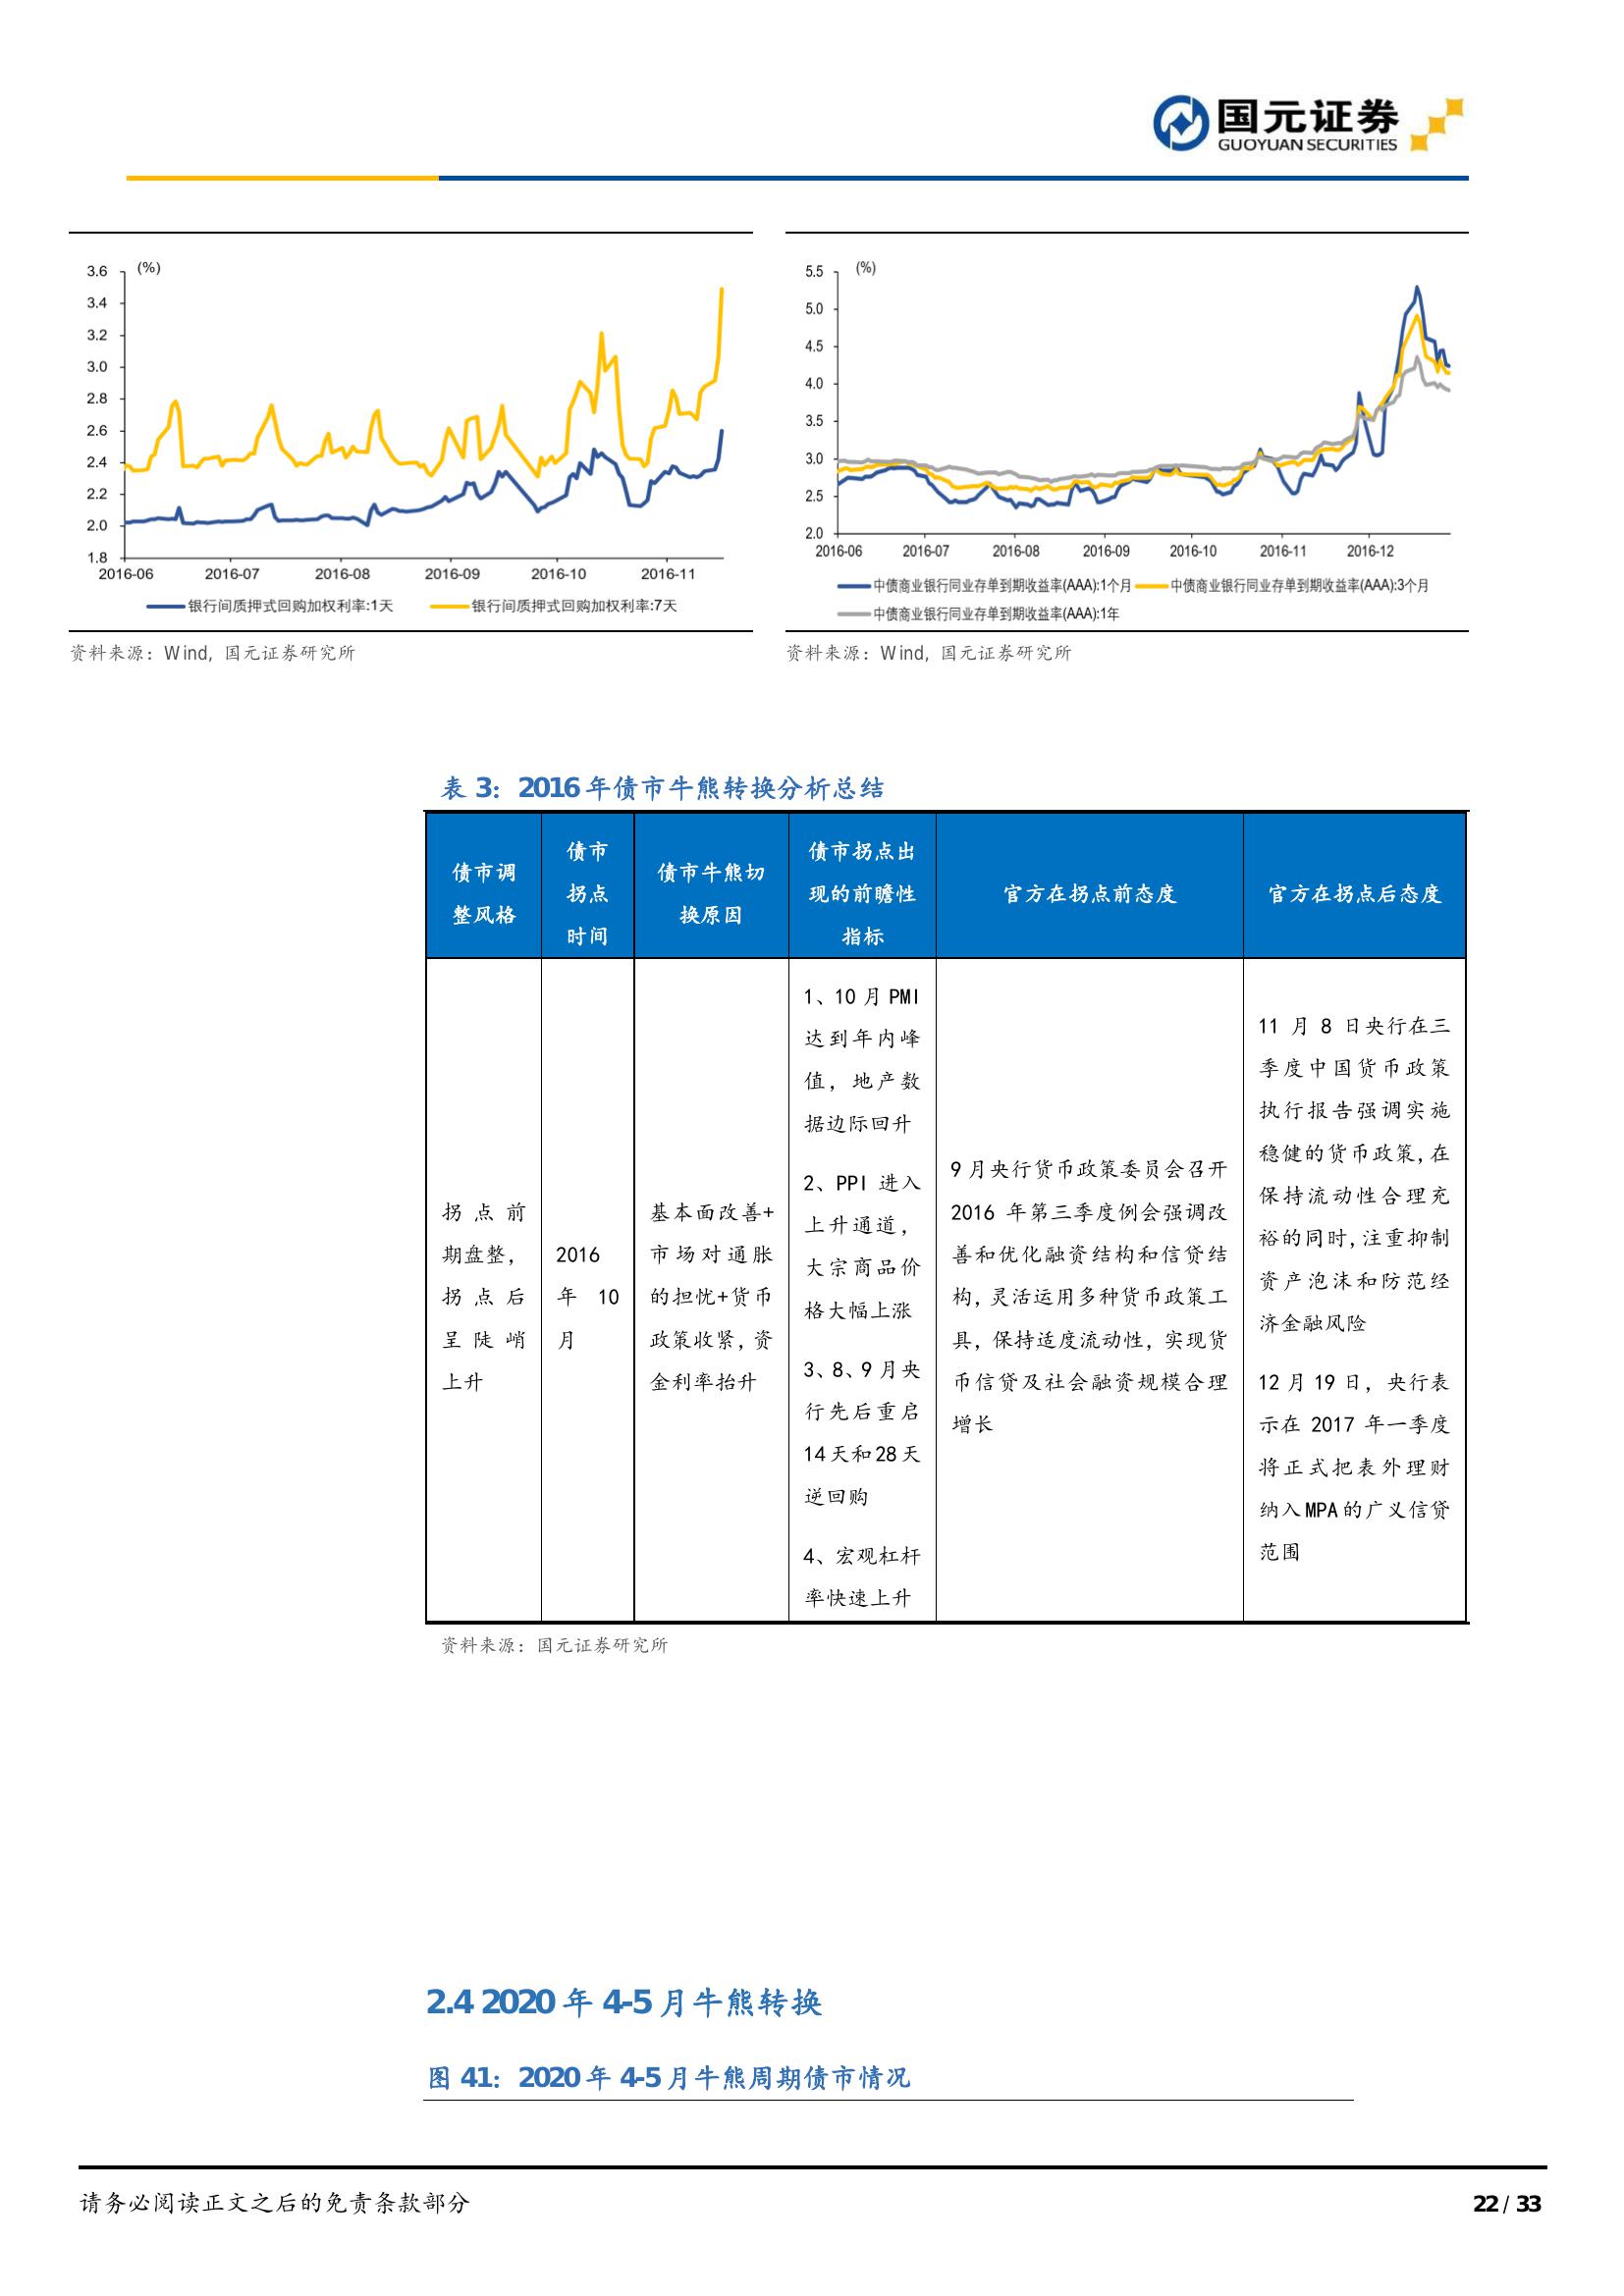 国元证券
GUOYUAN SECURITIES
(%)
3.6
3.4
3.2
3.0
2.8
2.6
2.4
2.2
2.0
1.8
2016-06 2016-07 2016-08 2016-09 2016-10 2016-11
银行间质押式回购加权利率:1天 银行间质押式回购加权利率:7天
资料来源：Wind，国元证券研究所
(%)
5.5
5.0
4.5
4.0
3.5
3.0
2.5
2.0
2016-06 2016-07 2016-08 2016-09 2016-10 2016-11 2016-12
中债商业银行同业存单到期收益率(AAA):1个月 中债商业银行同业存单到期收益率(AAA):3个月
中债商业银行同业存单到期收益率(AAA):1年
资料来源：Wind，国元证券研究所
表 3：2016 年债市牛熊转换分析总结
债市调
整风格
债市
拐点
时间
债市牛熊切
换原因
债市拐点出
现的前瞻性
指标
官方在拐点前态度
官方在拐点后态度
拐点前
期盘整，
拐点后
呈陡峭
上升
2016
年 10
月
基本面改善+
市场对通胀
的担忧+货币
政策收紧，资
金利率抬升
1、10 月 PMI
达到年内峰
值，地产数
据边际回升
2、PPI 进入
上升通道，
大宗商品价
格大幅上涨
3、8、9 月央
行先后重启
14天和28天
逆回购
4、宏观杠杆
率快速上升
9 月央行货币政策委员会召开
2016 年第三季度例会强调改
善和优化融资结构和信贷结
构，灵活运用多种货币政策工
具，保持适度流动性，实现货
币信贷及社会融资规模合理
增长
11 月 8 日央行在三
季度中国货币政策
执行报告强调实施
稳健的货币政策，在
保持流动性合理充
裕的同时，注重抑制
资产泡沫和防范经
济金融风险
12 月 19 日，央行表
示在 2017 年一季度
将正式把表外理财
纳入 MPA 的广义信贷
范围
资料来源：国元证券研究所
2.4 2020 年 4-5 月牛熊转换
图 41：2020 年 4-5 月牛熊周期债市情况
请务必阅读正文之后的免责条款部分
22 / 33